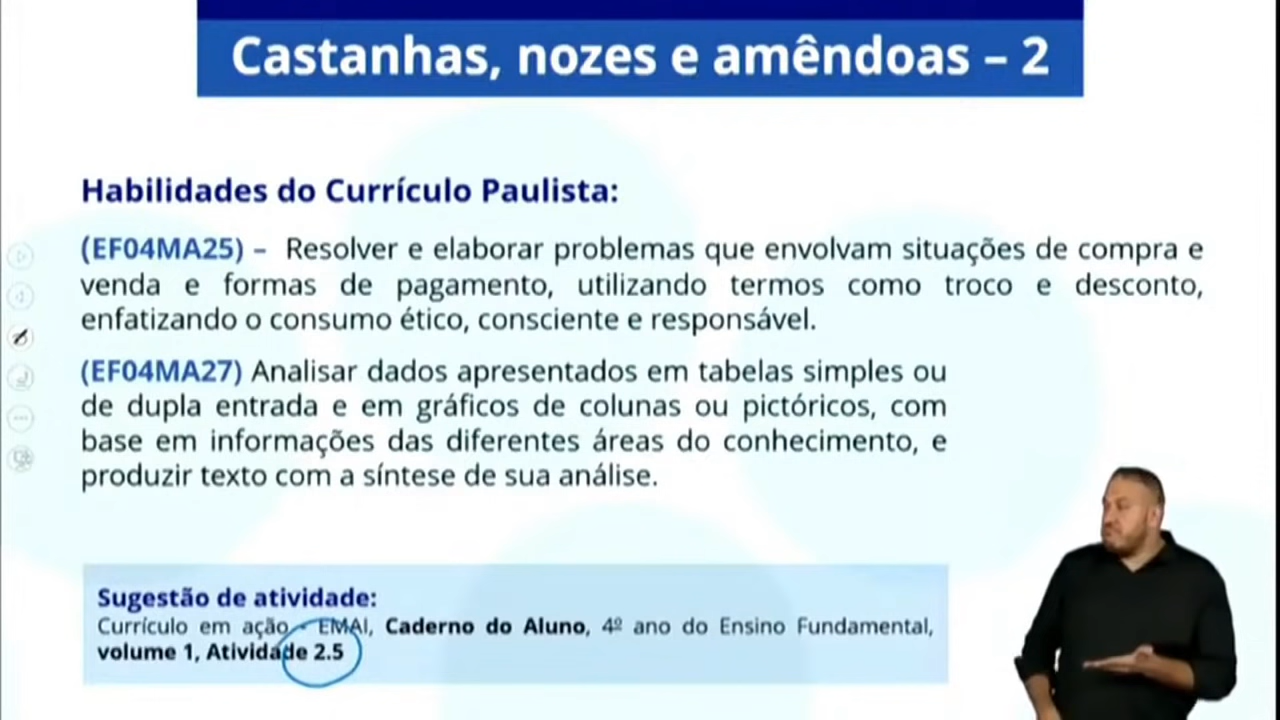 Castanhas, nozes e amêndoas – 2
Habilidades do Currículo Paulista:
(EF04MA25) – Resolver e elaborar problemas que envolvam situações de compra e
venda e formas de pagamento, utilizando termos como troco e desconto,
enfatizando o consumo ético, consciente e responsável.
(EF04MA27) Analisar dados apresentados em tabelas simples ou
de dupla entrada e em gráficos de colunas ou pictóricos, com
base em informações das diferentes áreas do conhecimento, e
produzir texto com a síntese de sua análise.
Sugestão de atividade:
Currículo em ação - EMAI, Caderno do Aluno, 4º ano do Ensino Fundamental,
volume 1, Atividade 2.5